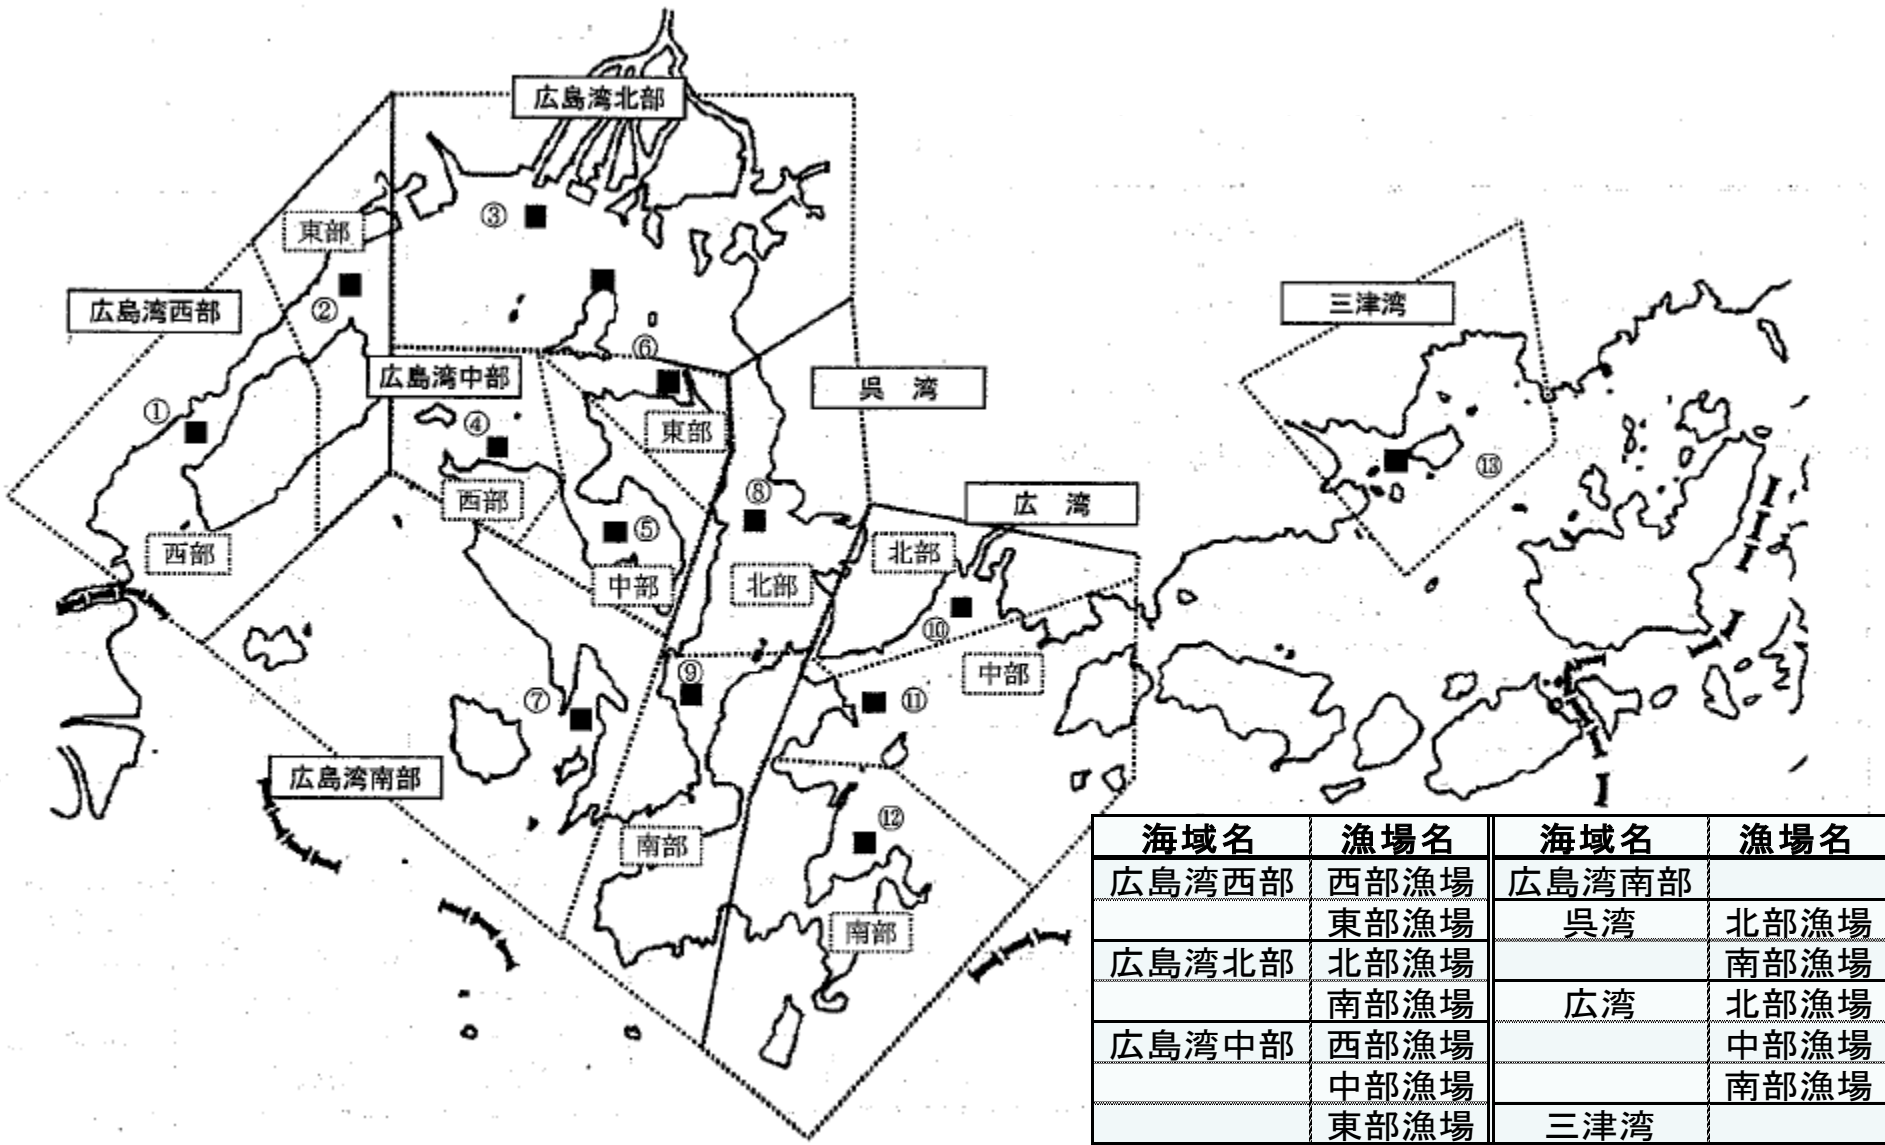 広島湾北部
③
東部
②
広島湾西部
三津湾
⑥
広島湾中部
呉 湾
①
④
東部
⑬
⑧
西部
広 湾
⑤
西部
北部
中部
北部
⑩
⑨
中部
⑦
⑪
広島湾南部
⑫
南部
南部
海域名 漁場名 海域名 漁場名
広島湾西部 西部漁場 広島湾南部
東部漁場 呉湾 北部漁場
広島湾北部 北部漁場 南部漁場
南部漁場 広湾 北部漁場
広島湾中部 西部漁場 中部漁場
中部漁場 南部漁場
東部漁場 三津湾